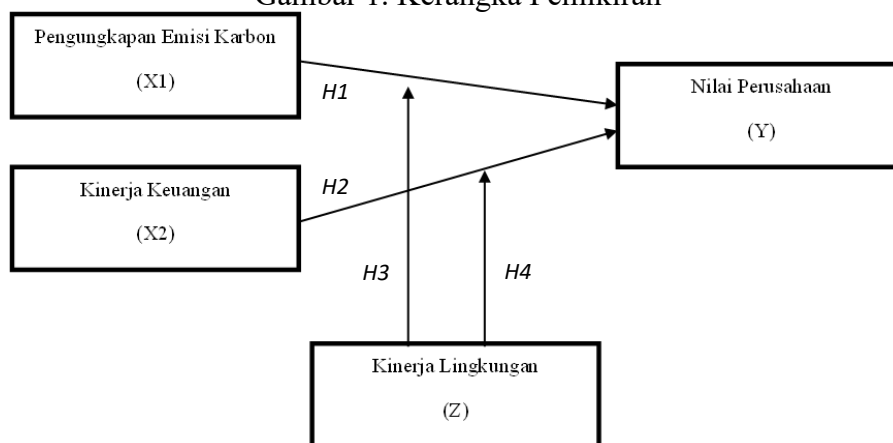 Gambar 1. Kerangka Pemikiran
Pengungkapan Emisi Karbon
(X1)
H1
Nilai Perusahaan
(Y)
Kinerja Keuangan
(X2)
H2
H3
H4
Kinerja Lingkungan
(Z)